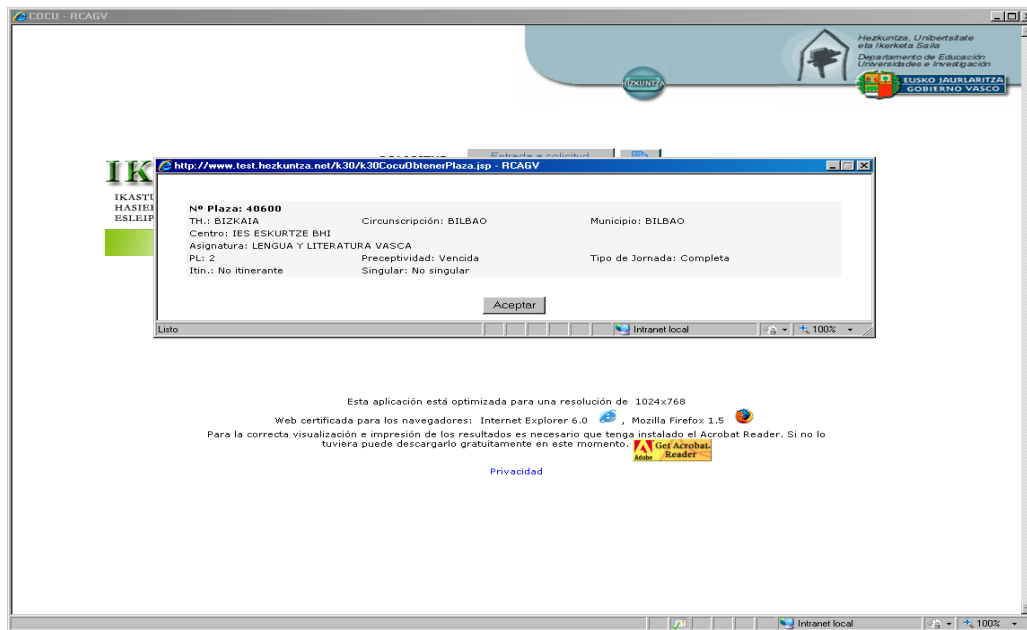 COCU - RCAGV
Hezkuntza, Unibertsitate
eta Ikerketa Saila
Departamento de Educación
Universidades e Investigación
HIZKUNTZA
EUSKO JAURLARITZA
GOBIERNO VASCO
Entrada a solicitud
IK
IKASTU
HASIER
ESLEIP
http://www.test.hezkuntza.net/k30/k30CocuObtenerPlaza.jsp - RCAGV
Nº Plaza: 40600
TH.: BIZKAIA Circunscripción: BILBAO Municipio: BILBAO
Centro: IES ESKURTZE BHI
Asignatura: LENGUA Y LITERATURA VASCA
PL: 2 Preceptividad: Vencida Tipo de Jornada: Completa
Itin.: No itinerante Singular: No singular
Aceptar
Listo Intranet local 100%
Esta aplicación está optimizada para una resolución de 1024x768
Web certificada para los navegadores: Internet Explorer 6.0 , Mozilla Firefox 1.5
Para la correcta visualización e impresión de los resultados es necesario que tenga instalado el Acrobat Reader. Si no lo
tuviera puede descargarlo gratuitamente en este momento.
Get Acrobat
Adobe Reader
Privacidad
Intranet local 100%